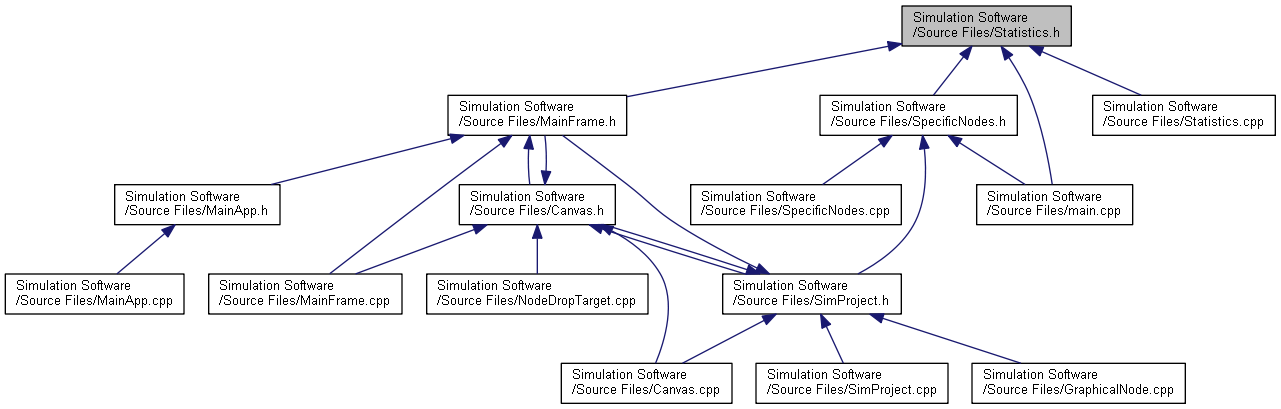 Simulation Software
/Source Files/Statistics.h
Simulation Software
/Source Files/MainFrame.h
Simulation Software
/Source Files/SpecificNodes.h
Simulation Software
/Source Files/Statistics.cpp
Simulation Software
/Source Files/MainApp.h
Simulation Software
/Source Files/Canvas.h
Simulation Software
/Source Files/SpecificNodes.cpp
Simulation Software
/Source Files/main.cpp
Simulation Software
/Source Files/MainApp.cpp
Simulation Software
/Source Files/MainFrame.cpp
Simulation Software
/Source Files/NodeDropTarget.cpp
Simulation Software
/Source Files/SimProject.h
Simulation Software
/Source Files/Canvas.cpp
Simulation Software
/Source Files/SimProject.cpp
Simulation Software
/Source Files/GraphicalNode.cpp